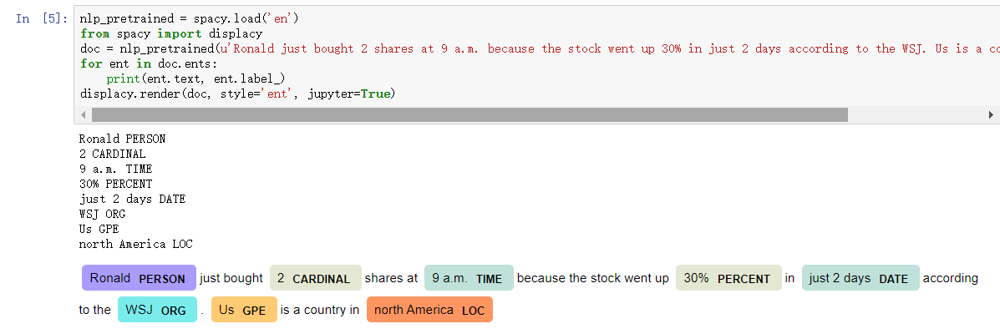 In [5]:
nlp_pretrained = spacy.load('en')
from spacy import displacy
doc = nlp_pretrained(u'Ronald just bought 2 shares at 9 a.m. because the stock went up 30% in just 2 days according to the WSJ. Us is a
for ent in doc.ents:
    print(ent.text, ent.label_)
displacy.render(doc, style='ent', jupyter=True)
Ronald PERSON
2 CARDINAL
9 a.m. TIME
30% PERCENT
just 2 days DATE
WSJ ORG
Us GPE
north America LOC
Ronald PERSON just bought 2 CARDINAL shares at 9 a.m. TIME because the stock went up 30% PERCENT in just 2 days DATE according
to the WSJ ORG . Us GPE is a country in north America LOC